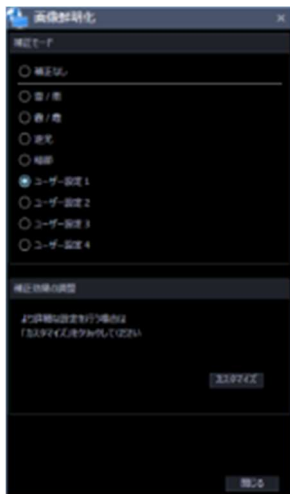 画像鮮明化
補正モード
補正なし
雪 / 雨
霧 / 霞
逆光
暗部
ユーザー設定 1
ユーザー設定 2
ユーザー設定 3
ユーザー設定 4
補正効果の調整
より詳細な設定を行う場合は
「カスタマイズ」をクリックしてください
カスタマイズ
閉じる